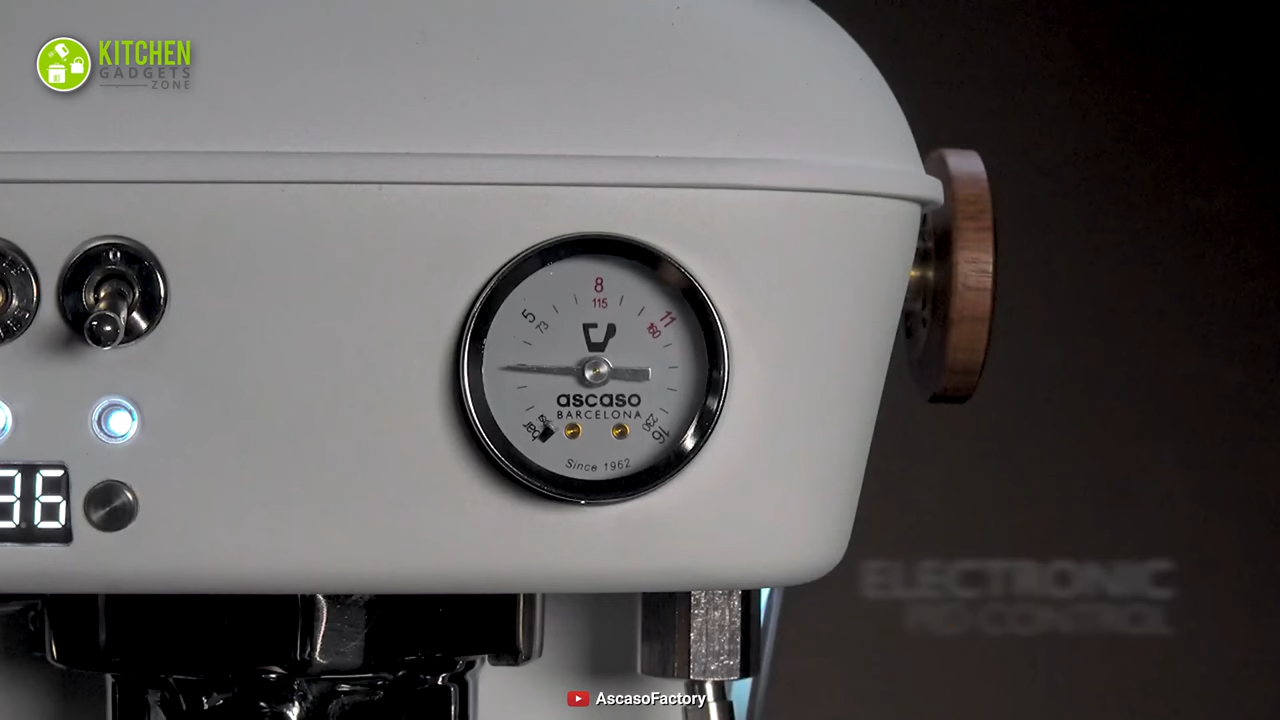 KITCHEN
GADGETS
ZONE
8
115
5
73
11
160
ascaso
BARCELONA
bar
16
230
Since 1962
36
ELECTRONIC
PID CONTROL
AscasoFactory